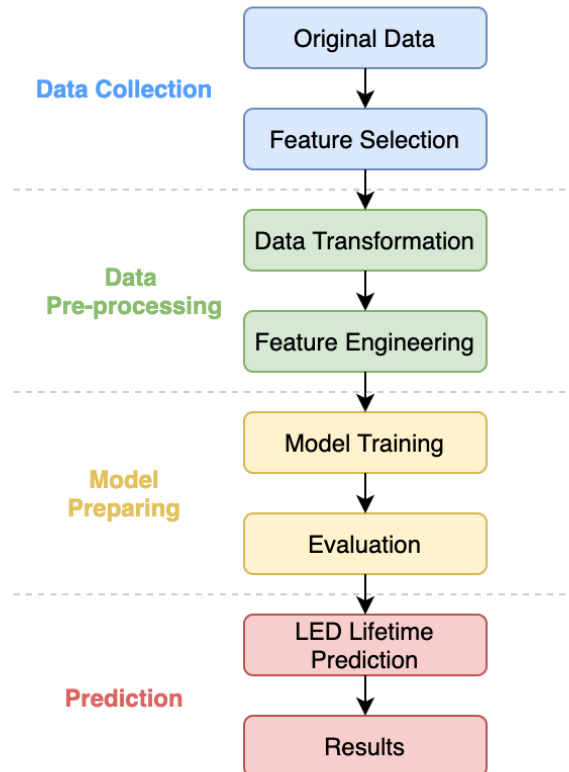 Original Data
Data Collection
Feature Selection
Data Transformation
Data
Pre-processing
Feature Engineering
Model Training
Model
Preparing
Evaluation
LED Lifetime
Prediction
Prediction
Results